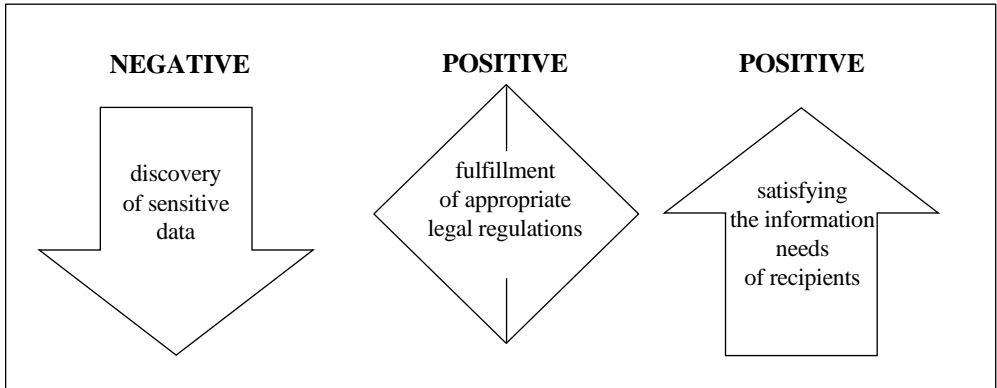 NEGATIVE
discovery
of sensitive
data
POSITIVE
fulfillment
of appropriate
legal regulations
POSITIVE
satisfying
the information
needs
of recipients